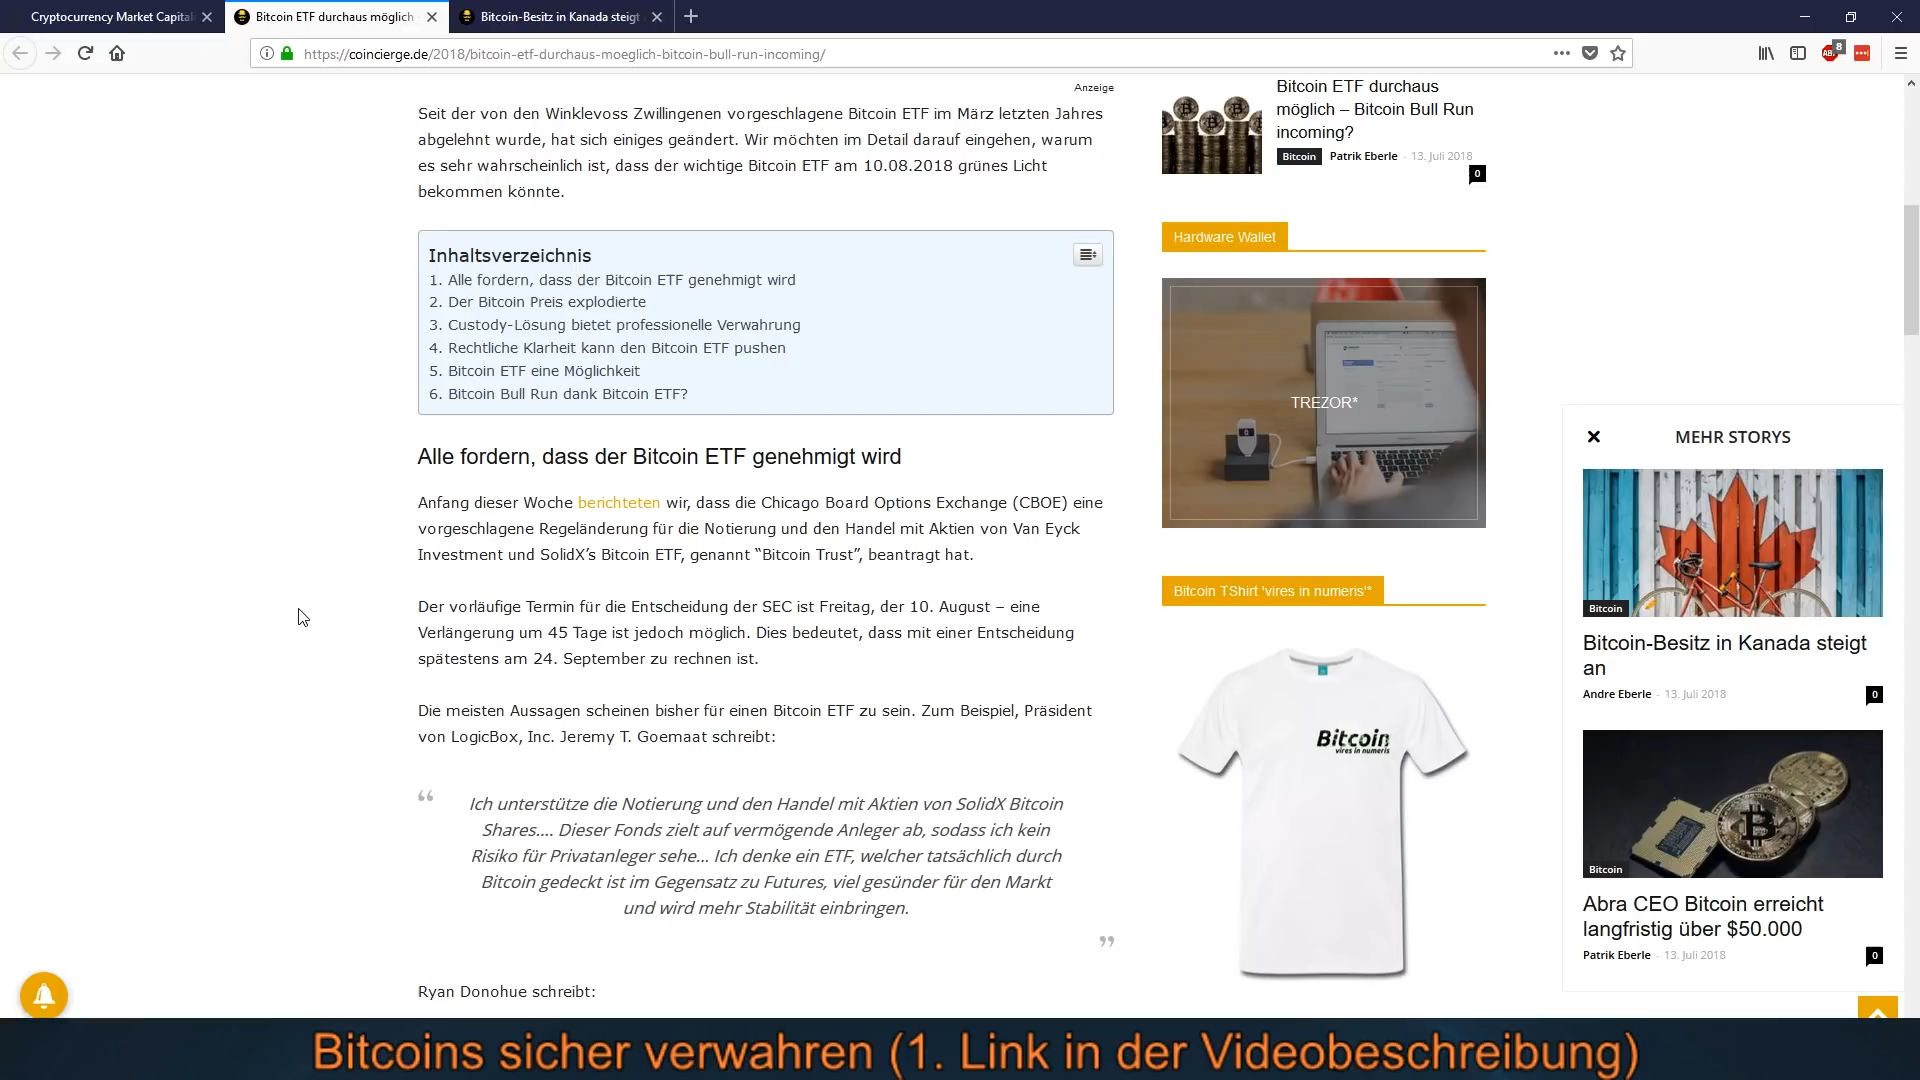 Cryptocurrency Market Capital
Bitcoin ETF durchaus möglich
Bitcoin-Besitz in Kanada steigt
https://coincierge.de/2018/bitcoin-etf-durchaus-moeglich-bitcoin-bull-run-incoming/
8
Anzeige
Seit der von den Winklevoss Zwillingenen vorgeschlagene Bitcoin ETF im März letzten Jahres
abgelehnt wurde, hat sich einiges geändert. Wir möchten im Detail darauf eingehen, warum
es sehr wahrscheinlich ist, dass der wichtige Bitcoin ETF am 10.08.2018 grünes Licht
bekommen könnte.
Inhaltsverzeichnis
1. Alle fordern, dass der Bitcoin ETF genehmigt wird
2. Der Bitcoin Preis explodierte
3. Custody-Lösung bietet professionelle Verwahrung
4. Rechtliche Klarheit kann den Bitcoin ETF pushen
5. Bitcoin ETF eine Möglichkeit
6. Bitcoin Bull Run dank Bitcoin ETF?
Alle fordern, dass der Bitcoin ETF genehmigt wird
Anfang dieser Woche berichteten wir, dass die Chicago Board Options Exchange (CBOE) eine
vorgeschlagene Regeländerung für die Notierung und den Handel mit Aktien von Van Eyck
Investment und SolidX’s Bitcoin ETF, genannt “Bitcoin Trust”, beantragt hat.
Der vorläufige Termin für die Entscheidung der SEC ist Freitag, der 10. August – eine
Verlängerung um 45 Tage ist jedoch möglich. Dies bedeutet, dass mit einer Entscheidung
spätestens am 24. September zu rechnen ist.
Die meisten Aussagen scheinen bisher für einen Bitcoin ETF zu sein. Zum Beispiel, Präsident
von LogicBox, Inc. Jeremy T. Goemaat schreibt:
“
Ich unterstütze die Notierung und den Handel mit Aktien von SolidX Bitcoin
Shares…. Dieser Fonds zielt auf vermögende Anleger ab, sodass ich kein
Risiko für Privatanleger sehe… Ich denke ein ETF, welcher tatsächlich durch
Bitcoin gedeckt ist im Gegensatz zu Futures, viel gesünder für den Markt
und wird mehr Stabilität einbringen.
”
Ryan Donohue schreibt:
Bitcoin ETF durchaus
möglich – Bitcoin Bull Run
incoming?
Bitcoin Patrik Eberle - 13. Juli 2018
0
Hardware Wallet
TREZOR*
Bitcoin TShirt 'vires in numeris'*
Bitcoin
vires in numeris
MEHR STORYS
Bitcoin
Bitcoin-Besitz in Kanada steigt
an
Andre Eberle - 13. Juli 2018
0
Bitcoin
Abra CEO Bitcoin erreicht
langfristig über $50.000
Patrik Eberle - 13. Juli 2018
0
Bitcoins sicher verwahren (1. Link in der Videobeschreibung)